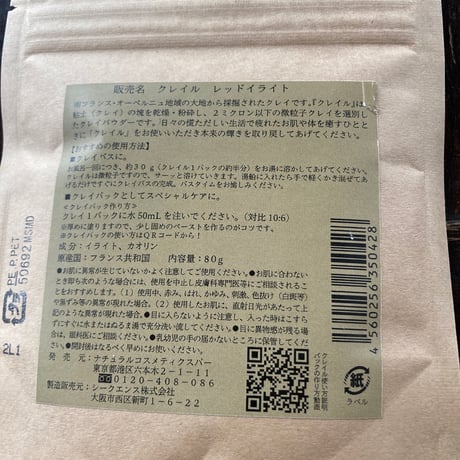 販売名 クレイル レッドイライト
南フランス・オーベルニュ地域の大地から採掘されたクレイです。『クレイル』は
粘土(クレイ)の塊を乾燥・粉砕し、2ミクロン以下の微粒子クレイを選別し
たクレイパウダーです。日々の慌ただしい生活で疲れたお肌や体を癒すひとと
きに「クレイル」をお使いいただき本来の輝きを取り戻してあげてください。
【おすすめの使用方法】
■クレイバスに。
お風呂一回につき、約30g(クレイル1パックの約半分)をお湯に溶かしてあげてください。
クレイルは微粒子ですので、サーッと溶けていきます。湯船に入れたら手で軽くかき混ぜてあ
げるだけですぐにクレイバスの完成。バスタイムをお愉しみください。
■クレイパックとしてスペシャルケアに。
<クレイパック作り方>
クレイ1パックに水50mLを注いでください。(対比10:6)
※厚めに塗りますので、少し固めのペーストを作るのがコツです。
※クレイパックの使い方はQRコードから!
成分:イライト、カオリン
原産国:フランス共和国 内容量:80g
●お肌に異常が生じていないかよく注意してご使用ください。●お肌に合わない
とき即ち次のような場合には、使用を中止し皮膚科専門医等にご相談される
ことをおすすめします。(1)使用中、赤み、はれ、かゆみ、刺激、色抜け(白斑等)
や黒ずみ等の異常が現れた場合。(2)使用したお肌に、直射日光があたって上
記のような異常が現れた場合。●目に入らないように注意し、入った時はこすら
ずにすぐに水またはぬるま湯で充分洗い流してください。●目に異物感が残る場
合は、眼科医にご相談ください。●乳幼児の手の届かないところに保管してくださ
い。●開封後はなるべく早めにお使いください。
発売元:ナチュラルコスメティクスバー
東京都港区六本木2-1-11
0120-408-086
製造販売元:シークエンス株式会社
大阪市西区新町1-6-22
クレイル使い方説明
パックの作り方動画
紙
ラベル
4 560256 350428
PE,P,PET
50692.MSMD
2L1